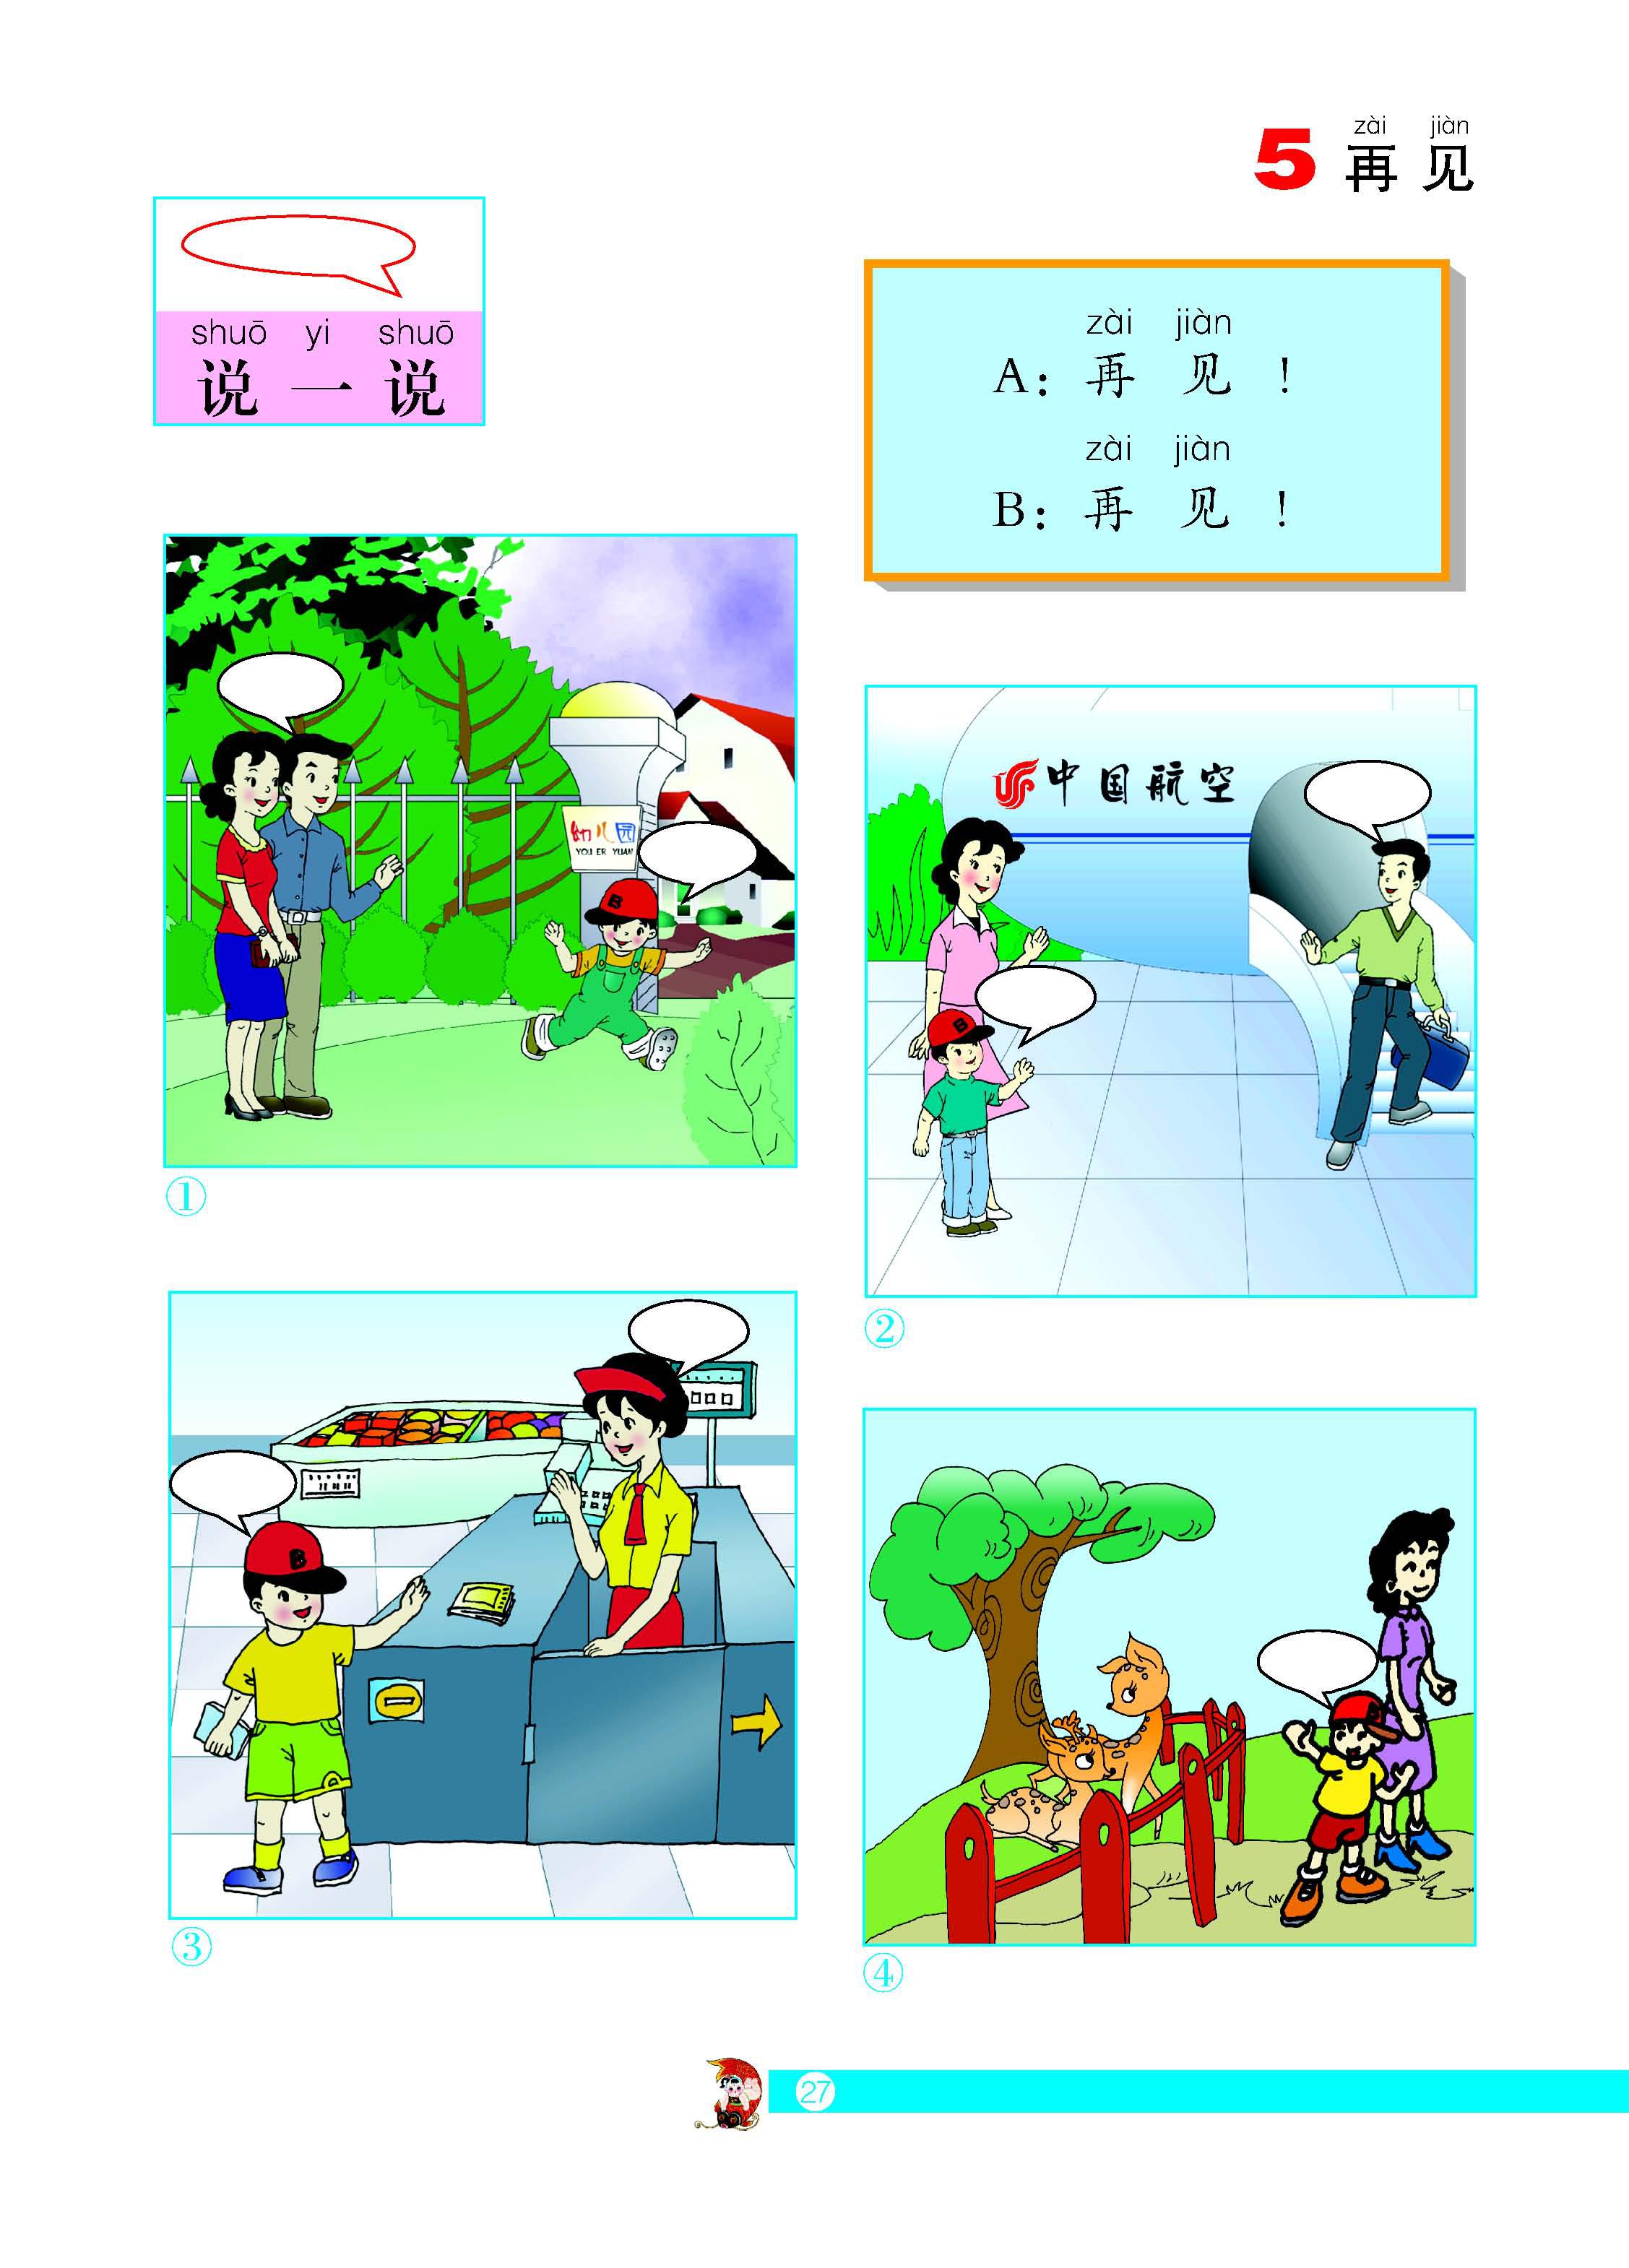 zài jiàn
5 再 见
shuō yi shuō
说 一 说
zài jiàn
A: 再 见 !
zài jiàn
B: 再 见 !
幼儿园
YOU ER YUAN
B
①
中国航空
B
②
B
③
B
④
27